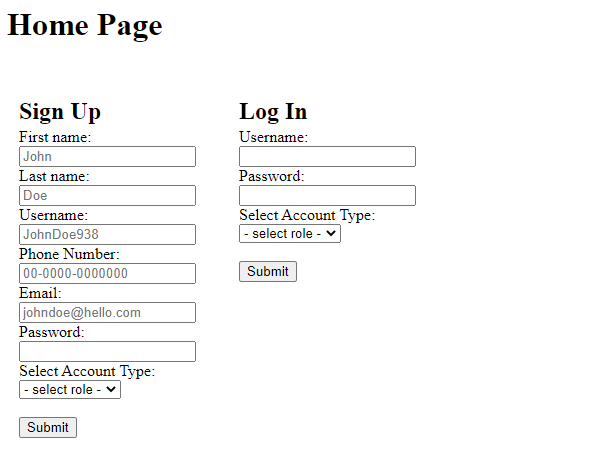 Home Page
Sign Up
First name:
John
Last name:
Doe
Username:
JohnDoe938
Phone Number:
00-0000-0000000
Email:
johndoe@hello.com
Password:
Select Account Type:
- select role -
Submit
Log In
Username:
Password:
Select Account Type:
- select role -
Submit